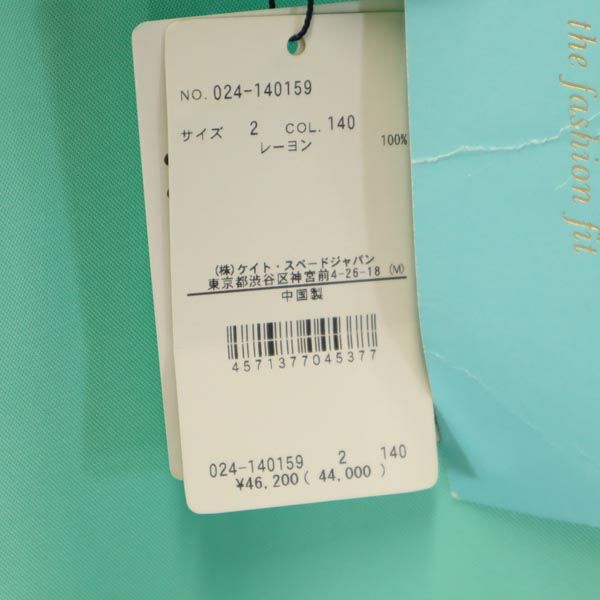 NO. 024-140159
サイズ 2 COL. 140
レーヨン 100%
(株)ケイト・スペードジャパン
東京都渋谷区神宮前4-26-18 (M)
中国製
4571377045377
024-140159 2 140
¥46,200( 44,000 )
the fashion fit